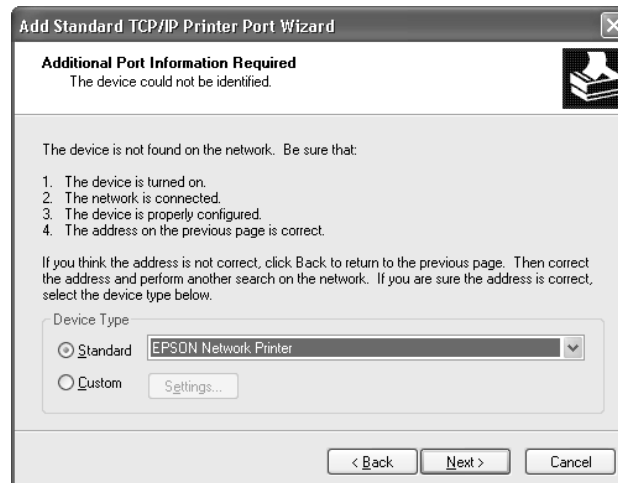 Add Standard TCP/IP Printer Port Wizard
Additional Port Information Required
The device could not be identified.
The device is not found on the network.  Be sure that:
1.  The device is turned on.
2.  The network is connected.
3.  The device is properly configured.
4.  The address on the previous page is correct.
If you think the address is not correct, click Back to return to the previous page.  Then correct
the address and perform another search on the network.  If you are sure the address is correct,
select the device type below.
Device Type
Standard
EPSON Network Printer
Custom
Settings...
< Back
Next >
Cancel